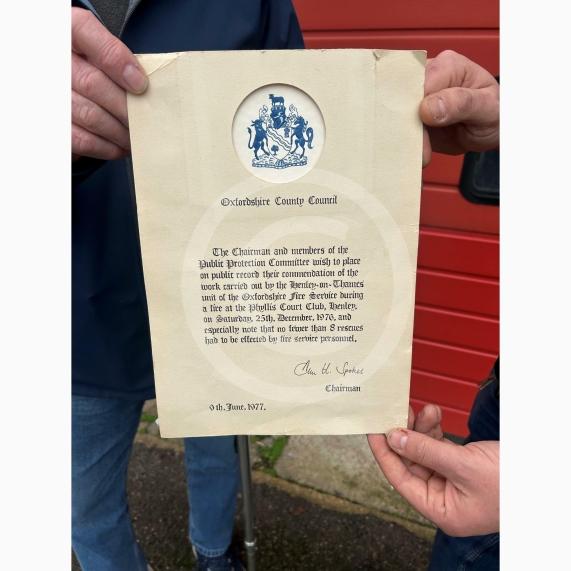 Oxfordshire County Council
The Chairman and members of the
Public Protection Committee wish to place
on public record their commendation of the
work carried out by the Henley-on-Thames
unit of the Oxfordshire Fire Service during
a fire at the Phyllis Court Club, Henley,
on Saturday, 25th, December, 1976, and
especially note that no fewer than 8 rescues
had to be effected by fire service personnel.
Chairman
9th. June. 1977.